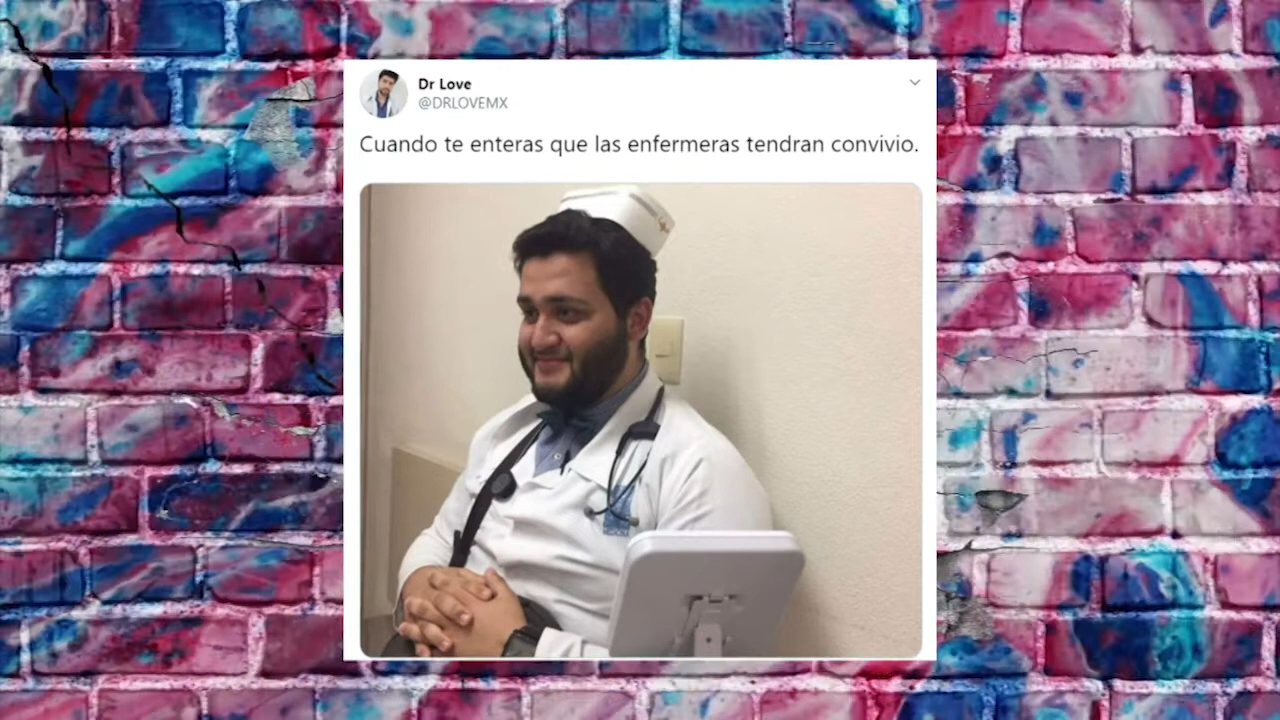 Dr Love
@DRLOVEMX
Cuando te enteras que las enfermeras tendran convivio.